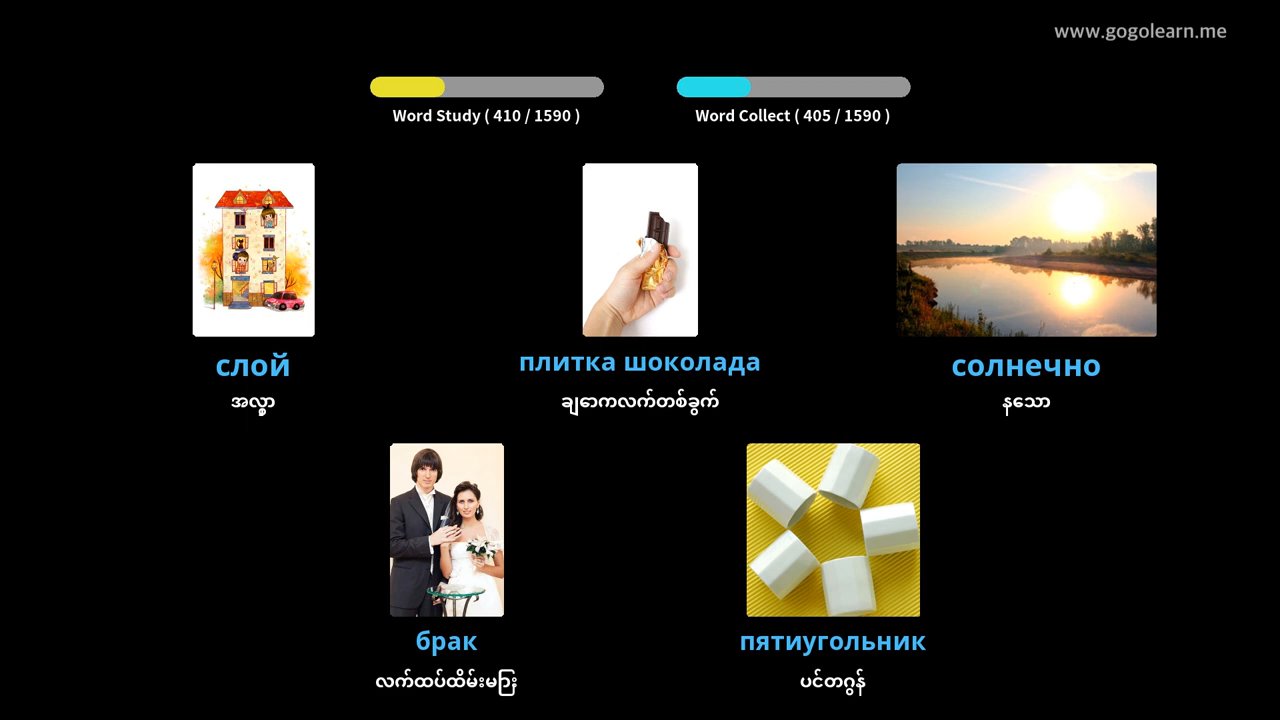 www.gogolearn.me
Word Study ( 410 / 1590 )
Word Collect ( 405 / 1590 )
слой
အလွှာ
плитка шоколада
ချောကလက်တစ်ခွက်
солнечно
နသော
брак
လက်ထပ်ထိမ်းမြား
пятиугольник
ပင်တဂွန်